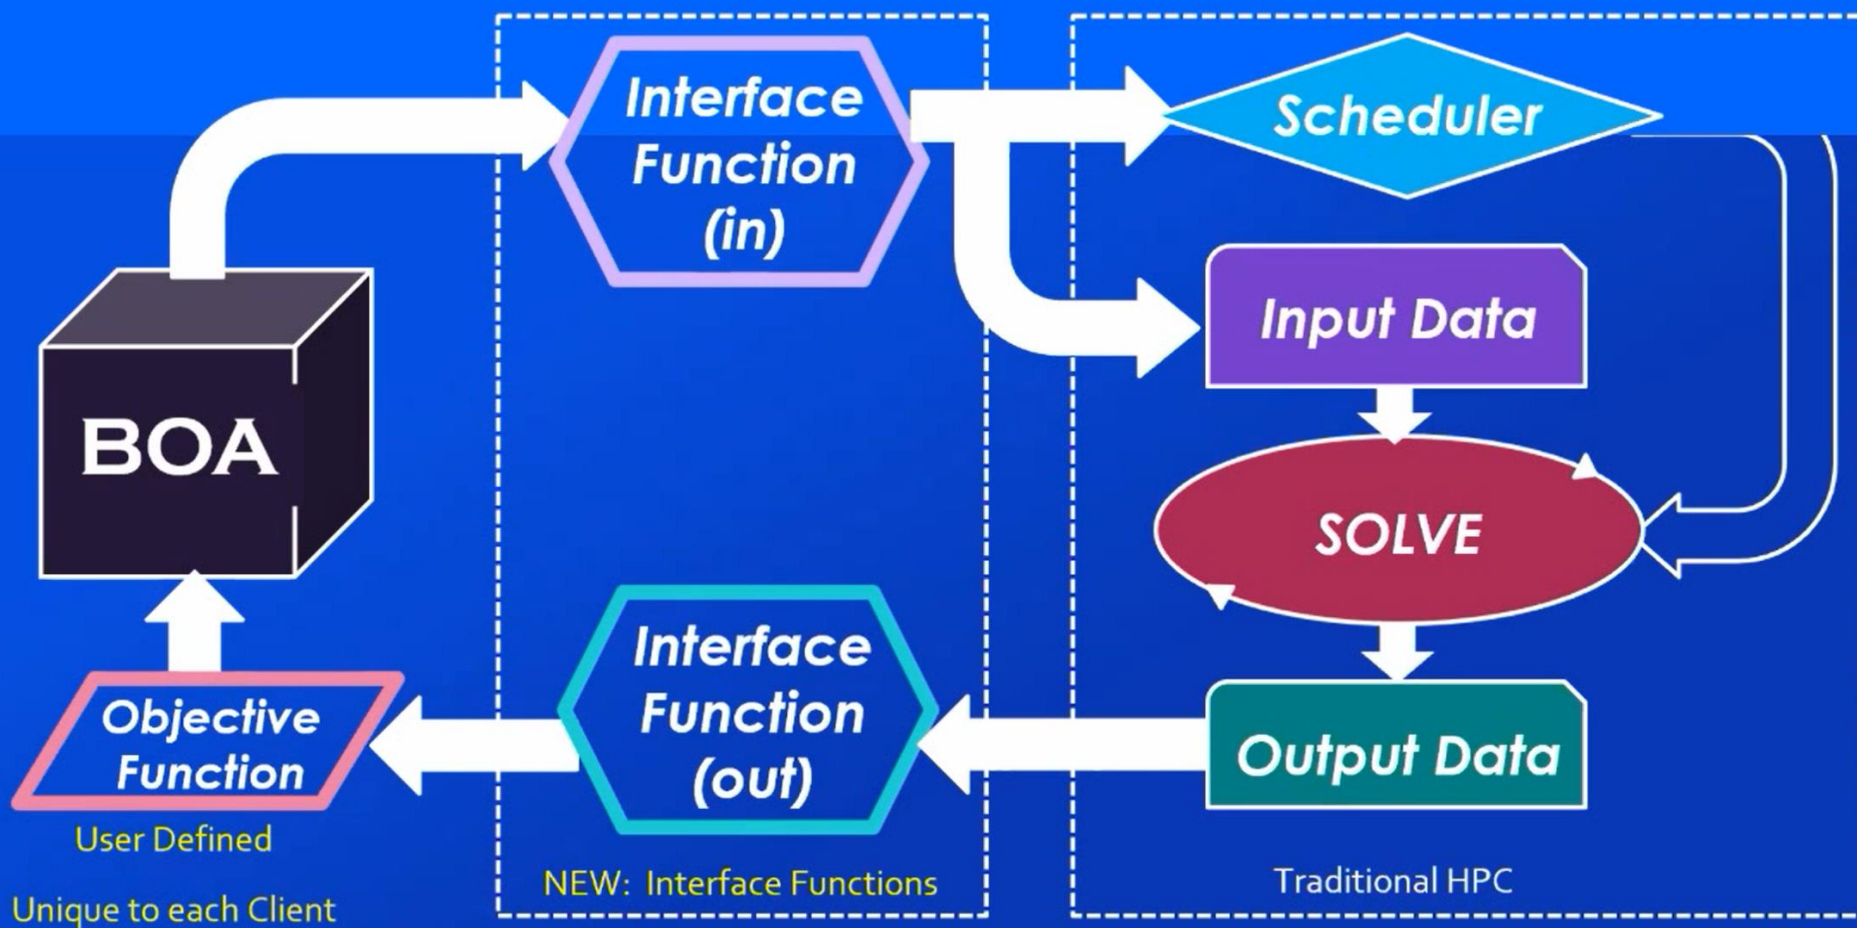 Interface
Function
(in)
Scheduler
Input Data
BOA
SOLVE
Interface
Function
(out)
Objective
Function
Output Data
User Defined
Unique to each Client
NEW: Interface Functions
Traditional HPC